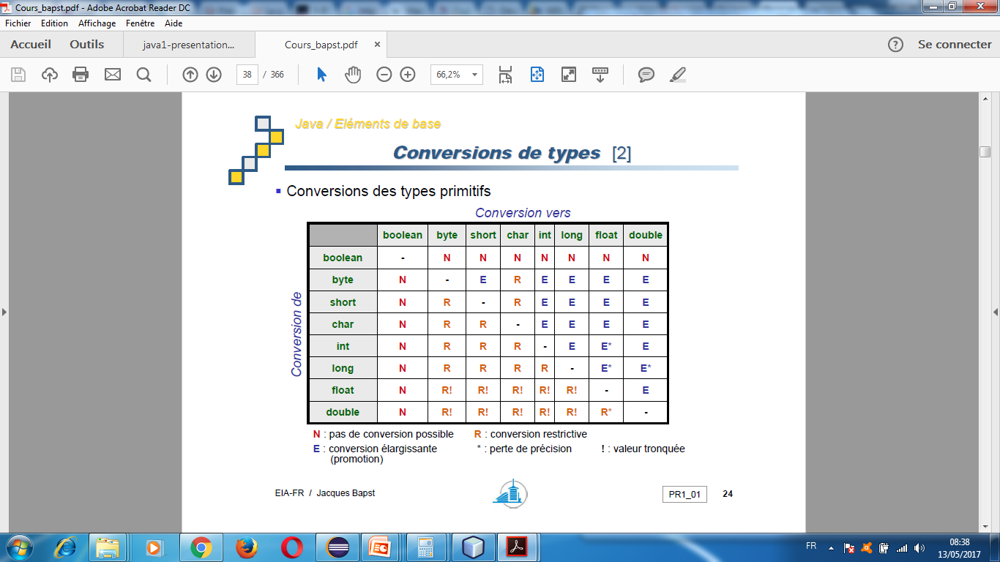 Cours_bapst.pdf - Adobe Acrobat Reader DC
Fichier Edition Affichage Fenêtre Aide
Accueil Outils java1-presentation... Cours_bapst.pdf × ? Se connecter
38 / 366 66,2%
Java / Eléments de base
Conversions de types [2]
Conversions des types primitifs
Conversion vers
Conversion de
boolean byte short char int long float double
boolean - N N N N N N N
byte N - E R E E E E
short N R - R E E E E
char N R R - E E E E
int N R R R - E E* E
long N R R R R - E* E*
float N R! R! R! R! R! - E
double N R! R! R! R! R! R* -
N : pas de conversion possible R : conversion restrictive
E : conversion élargissante * : perte de précision ! : valeur tronquée
(promotion)
EIA-FR / Jacques Bapst PR1_01 24
FR 08:38
13/05/2017